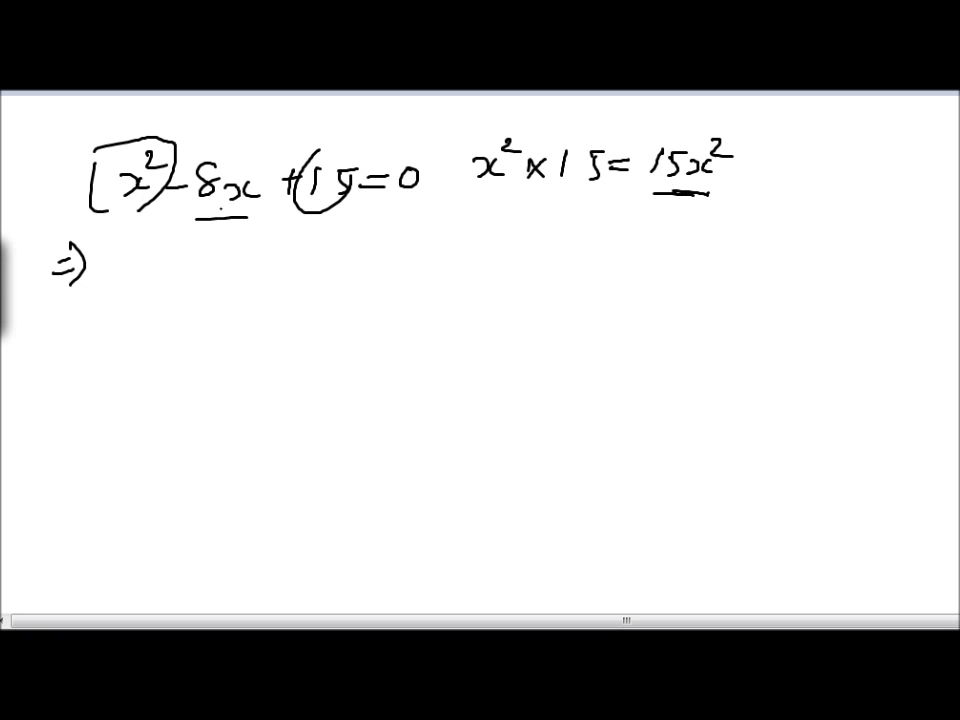 x² - 8x + 15 = 0 x² × 15 = 15x²
⇒